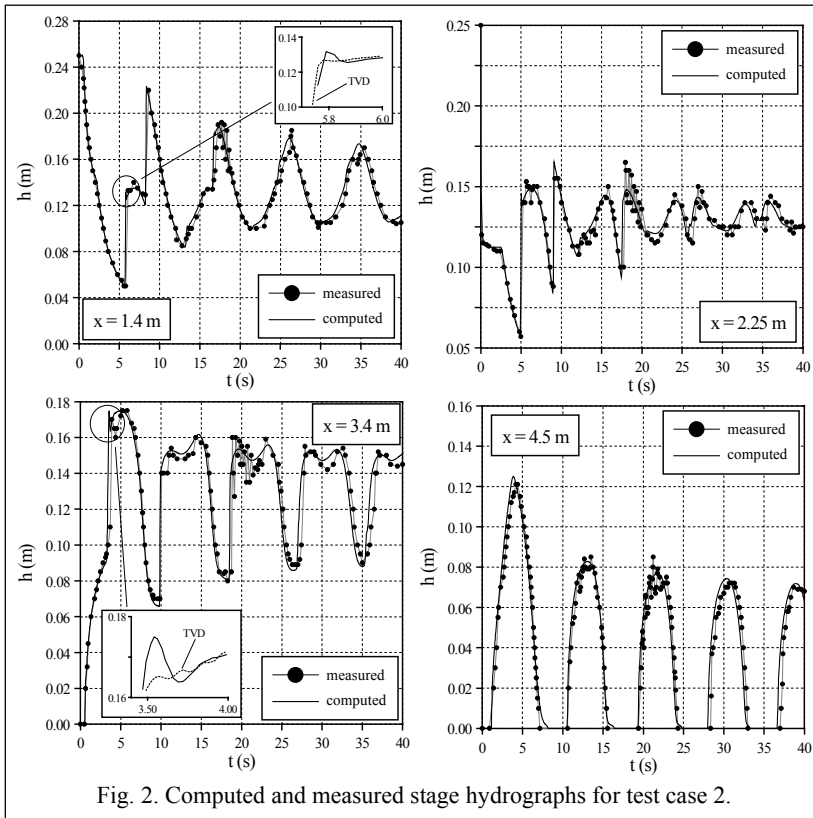 0.28
0.24
0.20
0.16
0.12
0.08
0.04
0.00
h (m)
0 5 10 15 20 25 30 35 40
t (s)
0.14
0.12
0.10
5.8 6.0
TVD
measured
computed
x = 1.4 m
0.25
0.20
0.15
0.10
0.05
h (m)
0 5 10 15 20 25 30 35 40
t (s)
measured
computed
x = 2.25 m
0.18
0.16
0.14
0.12
0.10
0.08
0.06
0.04
0.02
0.00
h (m)
0 5 10 15 20 25 30 35 40
t (s)
x = 3.4 m
0.18
0.16
3.50 4.00
TVD
measured
computed
0.16
0.14
0.12
0.10
0.08
0.06
0.04
0.02
0.00
h (m)
0 5 10 15 20 25 30 35 40
t (s)
x = 4.5 m
measured
computed
Fig. 2. Computed and measured stage hydrographs for test case 2.